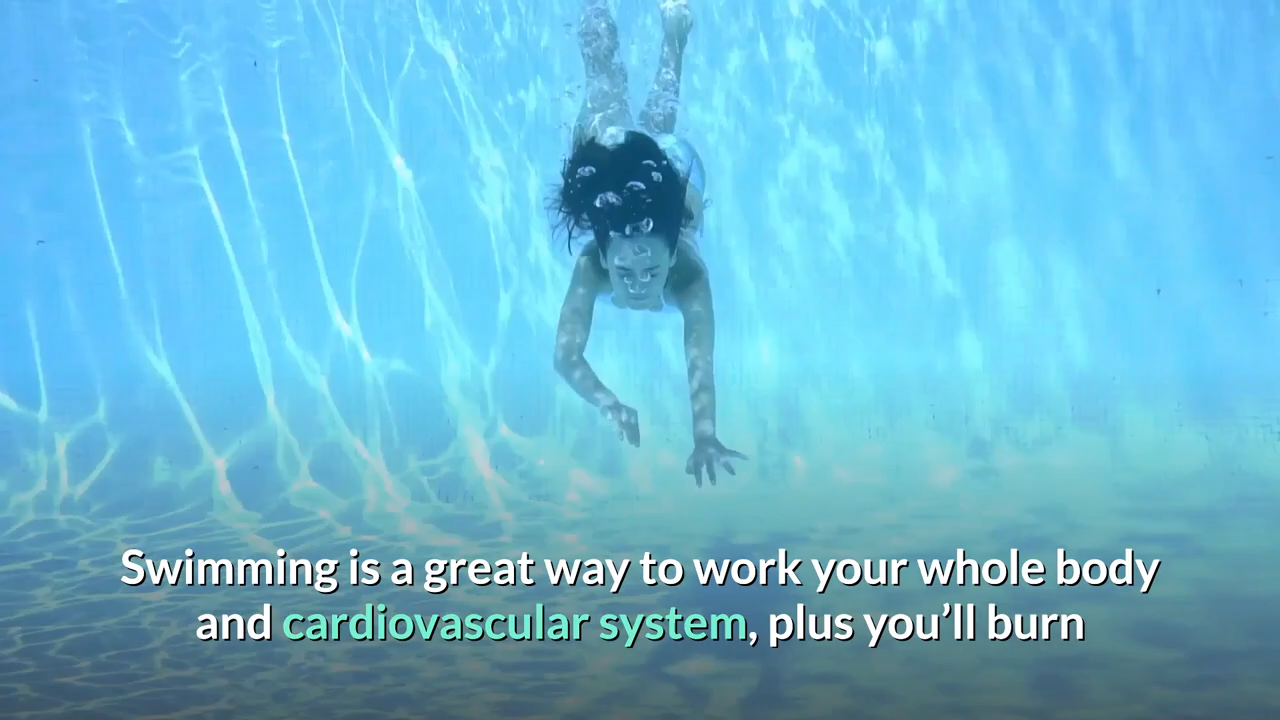 Swimming is a great way to work your whole body
and cardiovascular system, plus you’ll burn